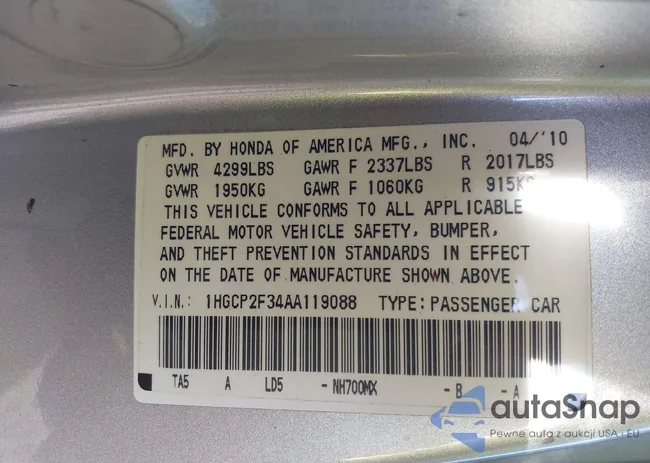 MFD. BY HONDA OF AMERICA MFG., INC. 04/'10
GVWR 4299LBS GAWR F 2337LBS R 2017LBS
GVWR 1950KG GAWR F 1060KG R 915KG
THIS VEHICLE CONFORMS TO ALL APPLICABLE
FEDERAL MOTOR VEHICLE SAFETY, BUMPER,
AND THEFT PREVENTION STANDARDS IN EFFECT
ON THE DATE OF MANUFACTURE SHOWN ABOVE.
V.I.N.: 1HGCP2F34AA119088 TYPE:PASSENGER CAR
TA5 A LD5 -NH700MX -B -A
autaSnap
Pewne auta z aukcji USA i EU